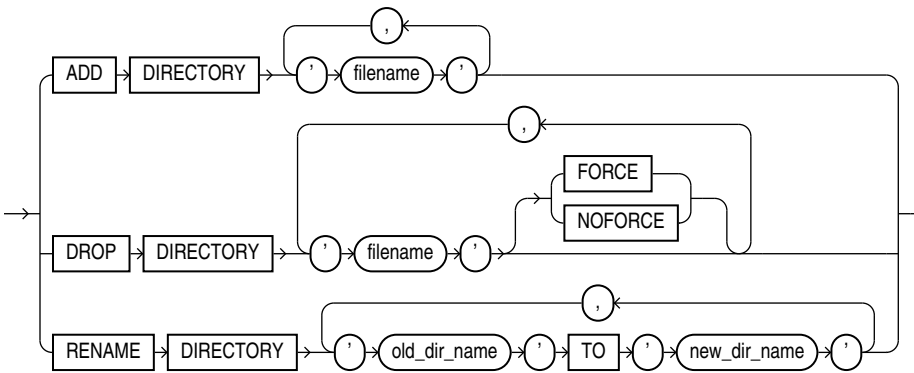 ,
ADD DIRECTORY ' filename '
,
FORCE
NOFORCE
DROP DIRECTORY ' filename '
,
RENAME DIRECTORY ' old_dir_name ' TO ' new_dir_name '